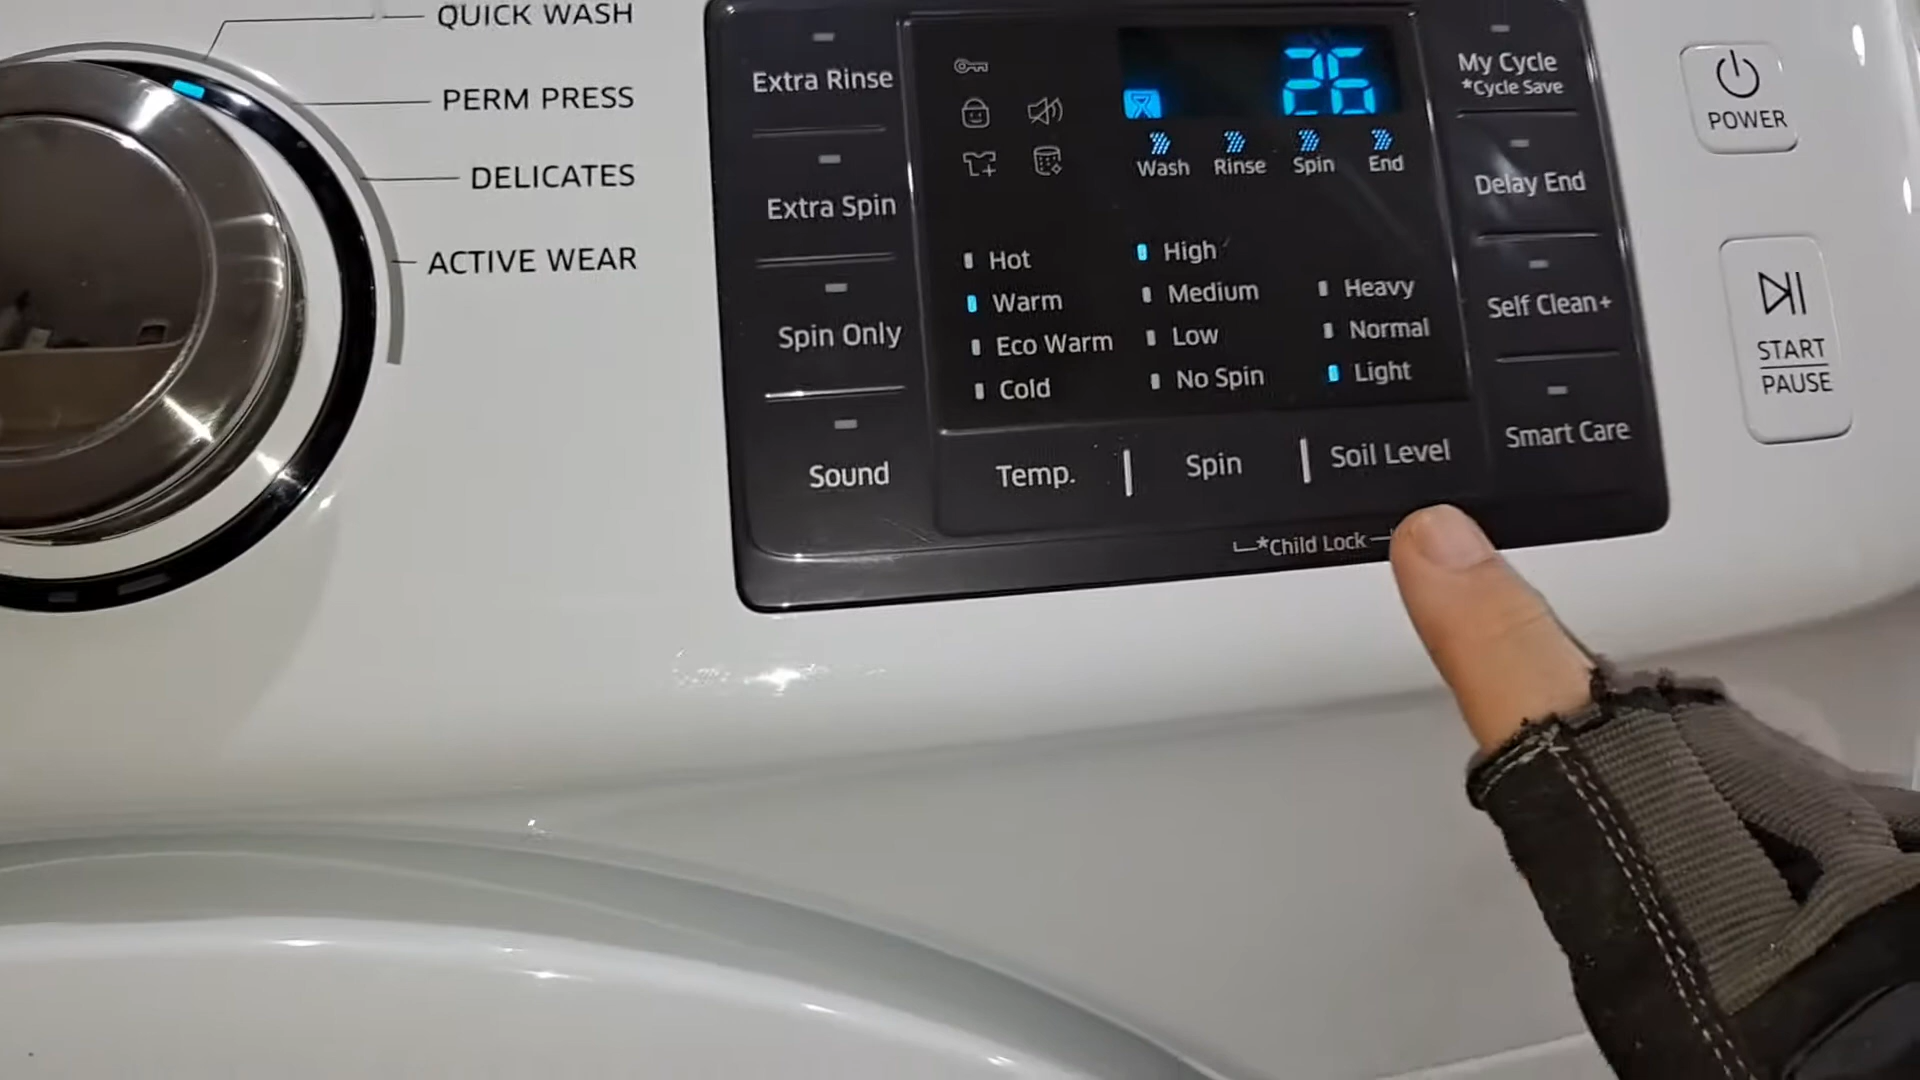 QUICK WASH
PERM PRESS
DELICATES
ACTIVE WEAR
Extra Rinse
Extra Spin
Spin Only
Sound
26
Wash
Rinse
Spin
End
Hot
Warm
Eco Warm
Cold
High
Medium
Low
No Spin
Heavy
Normal
Light
Temp.
Spin
Soil Level
*Child Lock
My Cycle
*Cycle Save
Delay End
Self Clean+
Smart Care
POWER
START
PAUSE